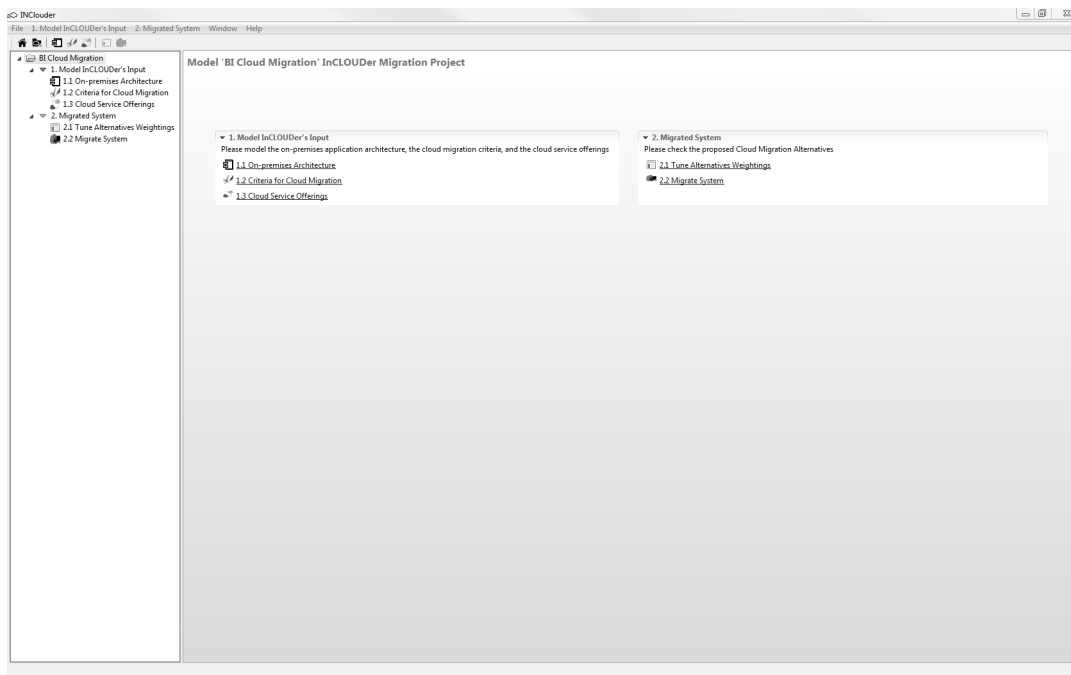 INClouder
File 1. Model InCLOUDer's Input 2. Migrated System Window Help
BI Cloud Migration
1. Model InCLOUDer's Input
1.1 On-premises Architecture
1.2 Criteria for Cloud Migration
1.3 Cloud Service Offerings
2. Migrated System
2.1 Tune Alternatives Weightings
2.2 Migrate System
Model 'BI Cloud Migration' InCLOUDer Migration Project
1. Model InCLOUDer's Input
Please model the on-premises application architecture, the cloud migration criteria, and the cloud service offerings
1.1 On-premises Architecture
1.2 Criteria for Cloud Migration
1.3 Cloud Service Offerings
2. Migrated System
Please check the proposed Cloud Migration Alternatives
2.1 Tune Alternatives Weightings
2.2 Migrate System